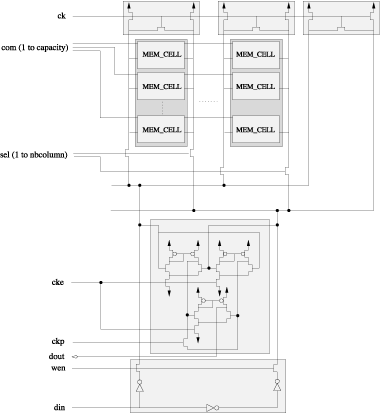 ck
com (1 to capacity)
MEM_CELL MEM_CELL
MEM_CELL MEM_CELL
MEM_CELL MEM_CELL
sel (1 to nbcolumn)
cke
ckp
dout
wen
din